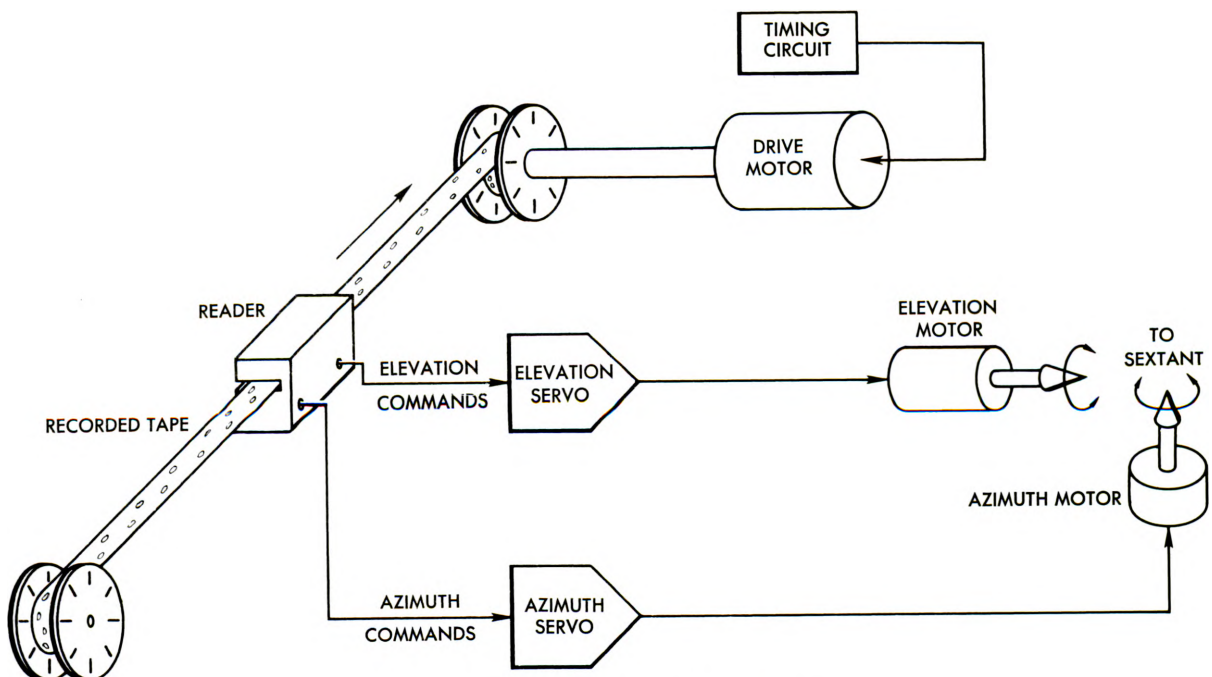 TIMING
CIRCUIT
DRIVE
MOTOR
READER
ELEVATION
MOTOR
TO
SEXTANT
ELEVATION
COMMANDS
ELEVATION
SERVO
RECORDED TAPE
AZIMUTH MOTOR
AZIMUTH
COMMANDS
AZIMUTH
SERVO